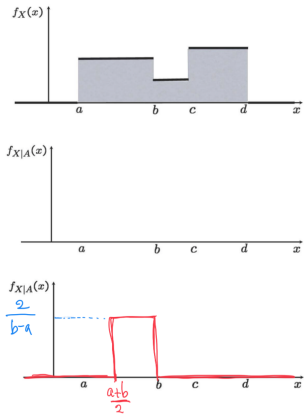 f_X(x)
a b c d x
f_{X|A}(x)
a b c d x
f_{X|A}(x)
2/(b-a)
a b c d x
(a+b)/2